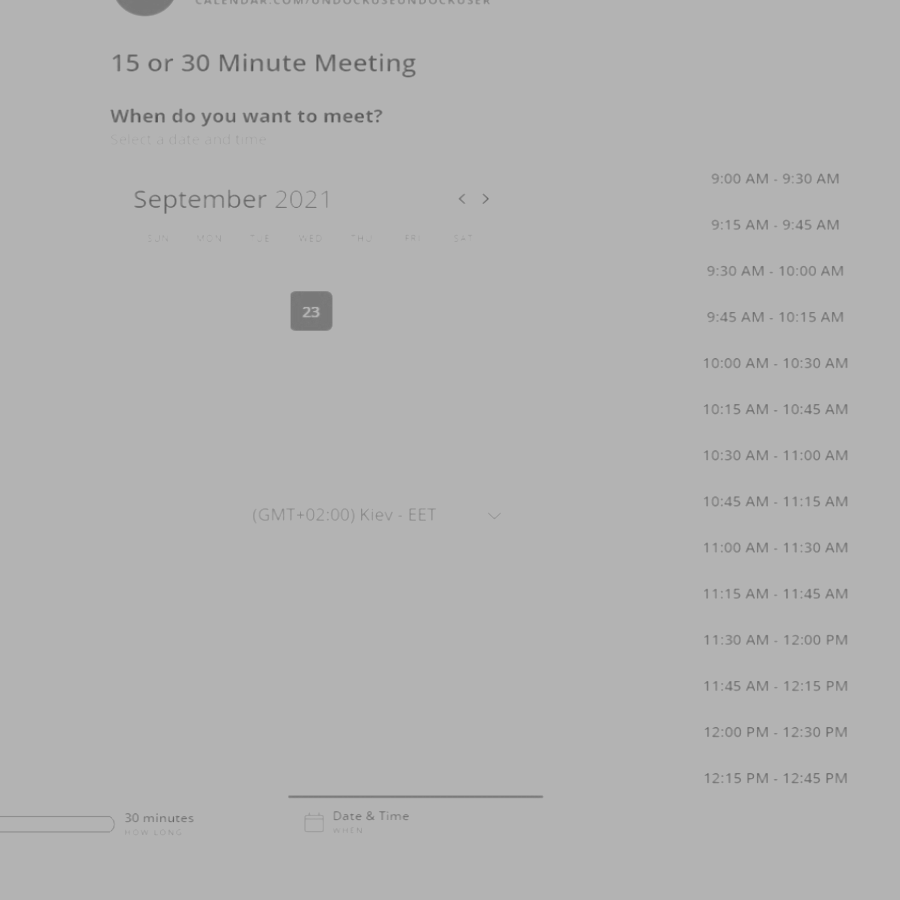 CALENDAR.COM/UNDOCKUSEUNDOCKUSER
15 or 30 Minute Meeting
When do you want to meet?
Select a date and time
September 2021
SUN MON TUE WED THU FRI SAT
23
(GMT+02:00) Kiev - EET
9:00 AM - 9:30 AM
9:15 AM - 9:45 AM
9:30 AM - 10:00 AM
9:45 AM - 10:15 AM
10:00 AM - 10:30 AM
10:15 AM - 10:45 AM
10:30 AM - 11:00 AM
10:45 AM - 11:15 AM
11:00 AM - 11:30 AM
11:15 AM - 11:45 AM
11:30 AM - 12:00 PM
11:45 AM - 12:15 PM
12:00 PM - 12:30 PM
12:15 PM - 12:45 PM
30 minutes
HOW LONG
Date & Time
WHEN